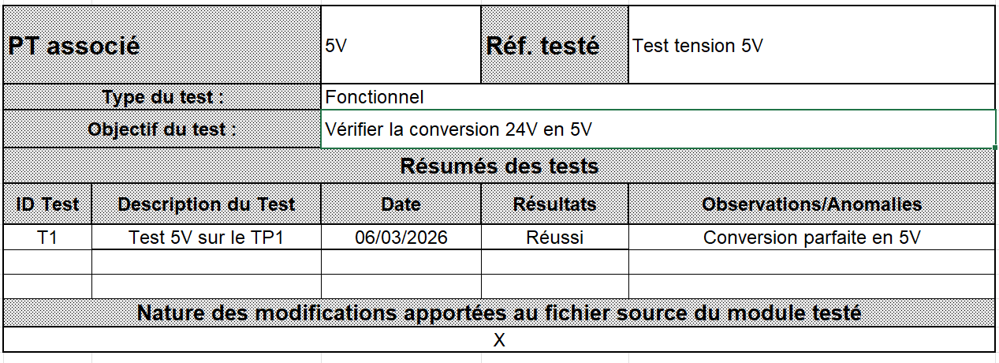 PT associé 5V Réf. testé Test tension 5V
Type du test : Fonctionnel
Objectif du test : Vérifier la conversion 24V en 5V
Résumés des tests
ID Test Description du Test Date Résultats Observations/Anomalies
T1 Test 5V sur le TP1 06/03/2026 Réussi Conversion parfaite en 5V
Nature des modifications apportées au fichier source du module testé
X